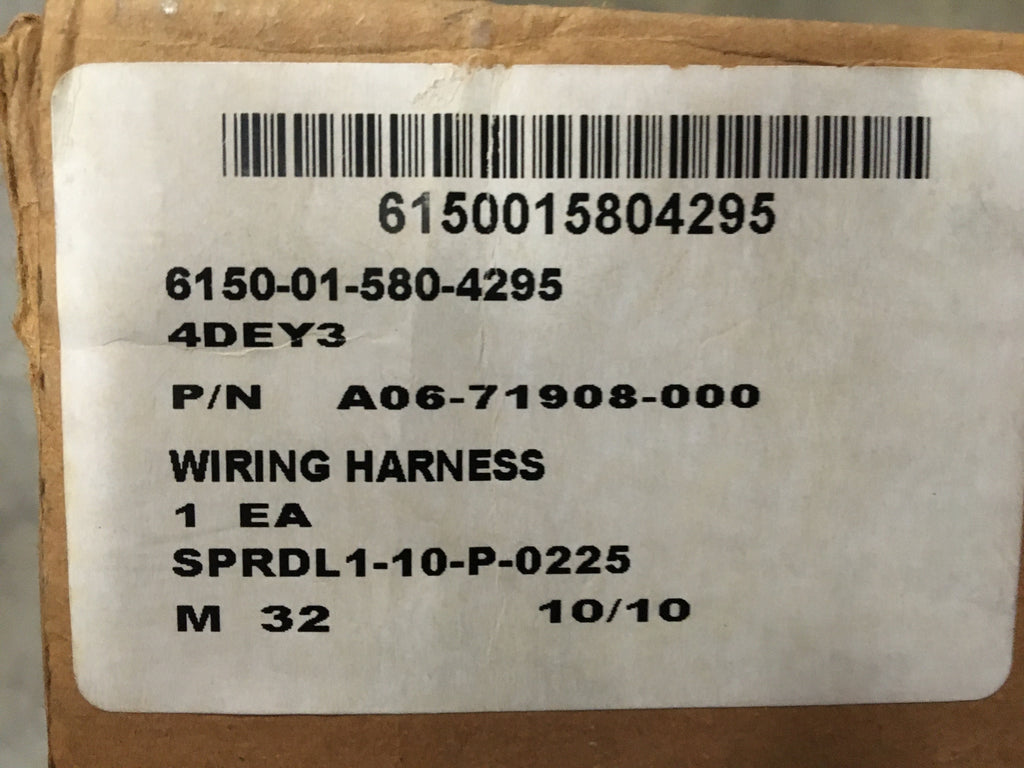 6150015804295
6150-01-580-4295
4DEY3
P/N A06-71908-000
WIRING HARNESS
1 EA
SPRDL1-10-P-0225
M 32 10/10